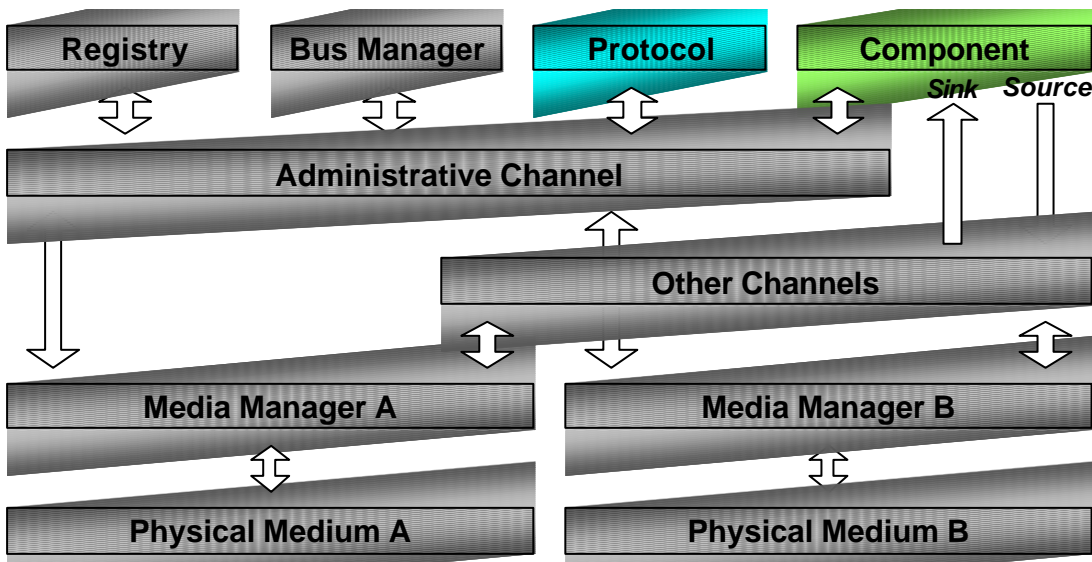 Registry
Bus Manager
Protocol
Component
Sink
Source
Administrative Channel
Other Channels
Media Manager A
Media Manager B
Physical Medium A
Physical Medium B